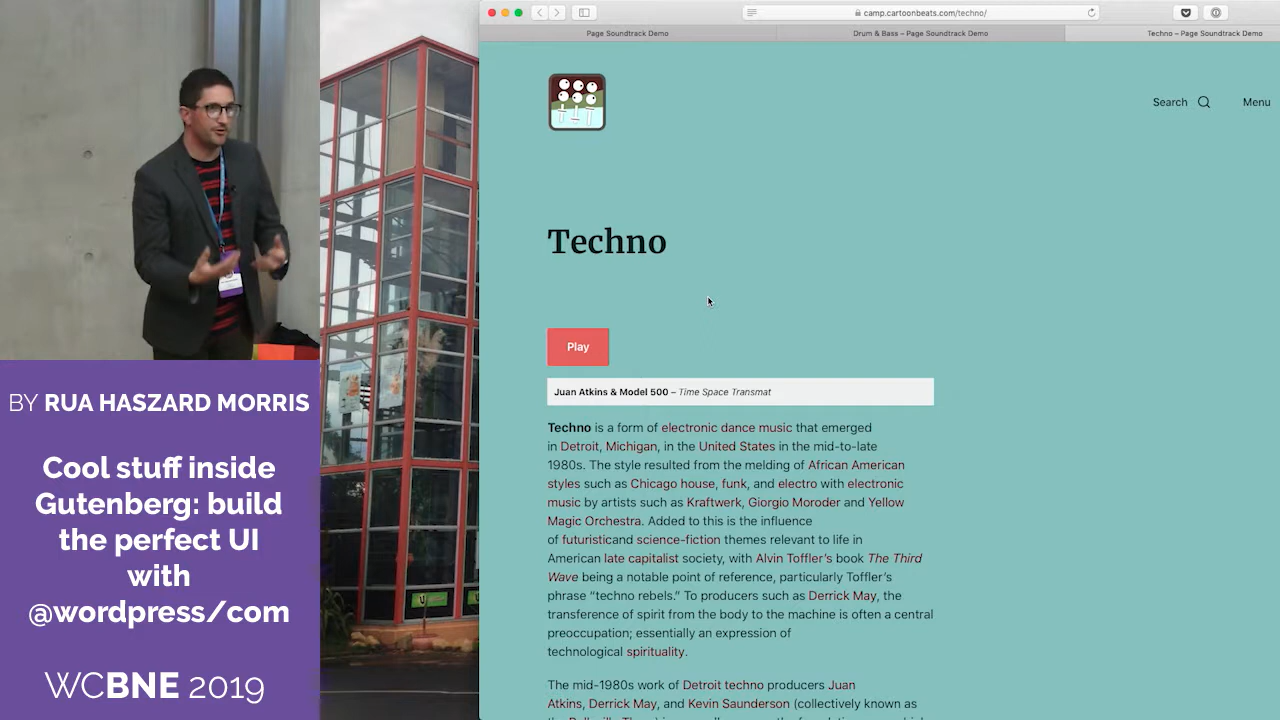 camp.cartoonbeats.com/techno/
Page Soundtrack Demo
Drum & Bass – Page Soundtrack Demo
Techno – Page Soundtrack Demo
Search
Menu
Techno
Play
Juan Atkins & Model 500 – Time Space Transmat
Techno is a form of electronic dance music that emerged
in Detroit, Michigan, in the United States in the mid-to-late
1980s. The style resulted from the melding of African American
styles such as Chicago house, funk, and electro with electronic
music by artists such as Kraftwerk, Giorgio Moroder and Yellow
Magic Orchestra. Added to this is the influence
of futuristicand science-fiction themes relevant to life in
American late capitalist society, with Alvin Toffler’s book The Third
Wave being a notable point of reference, particularly Toffler’s
phrase “techno rebels.” To producers such as Derrick May, the
transference of spirit from the body to the machine is often a central
preoccupation; essentially an expression of
technological spirituality.
The mid-1980s work of Detroit techno producers Juan
Atkins, Derrick May, and Kevin Saunderson (collectively known as
BY RUA HASZARD MORRIS
Cool stuff inside
Gutenberg: build
the perfect UI
with
@wordpress/com
WCBNE 2019